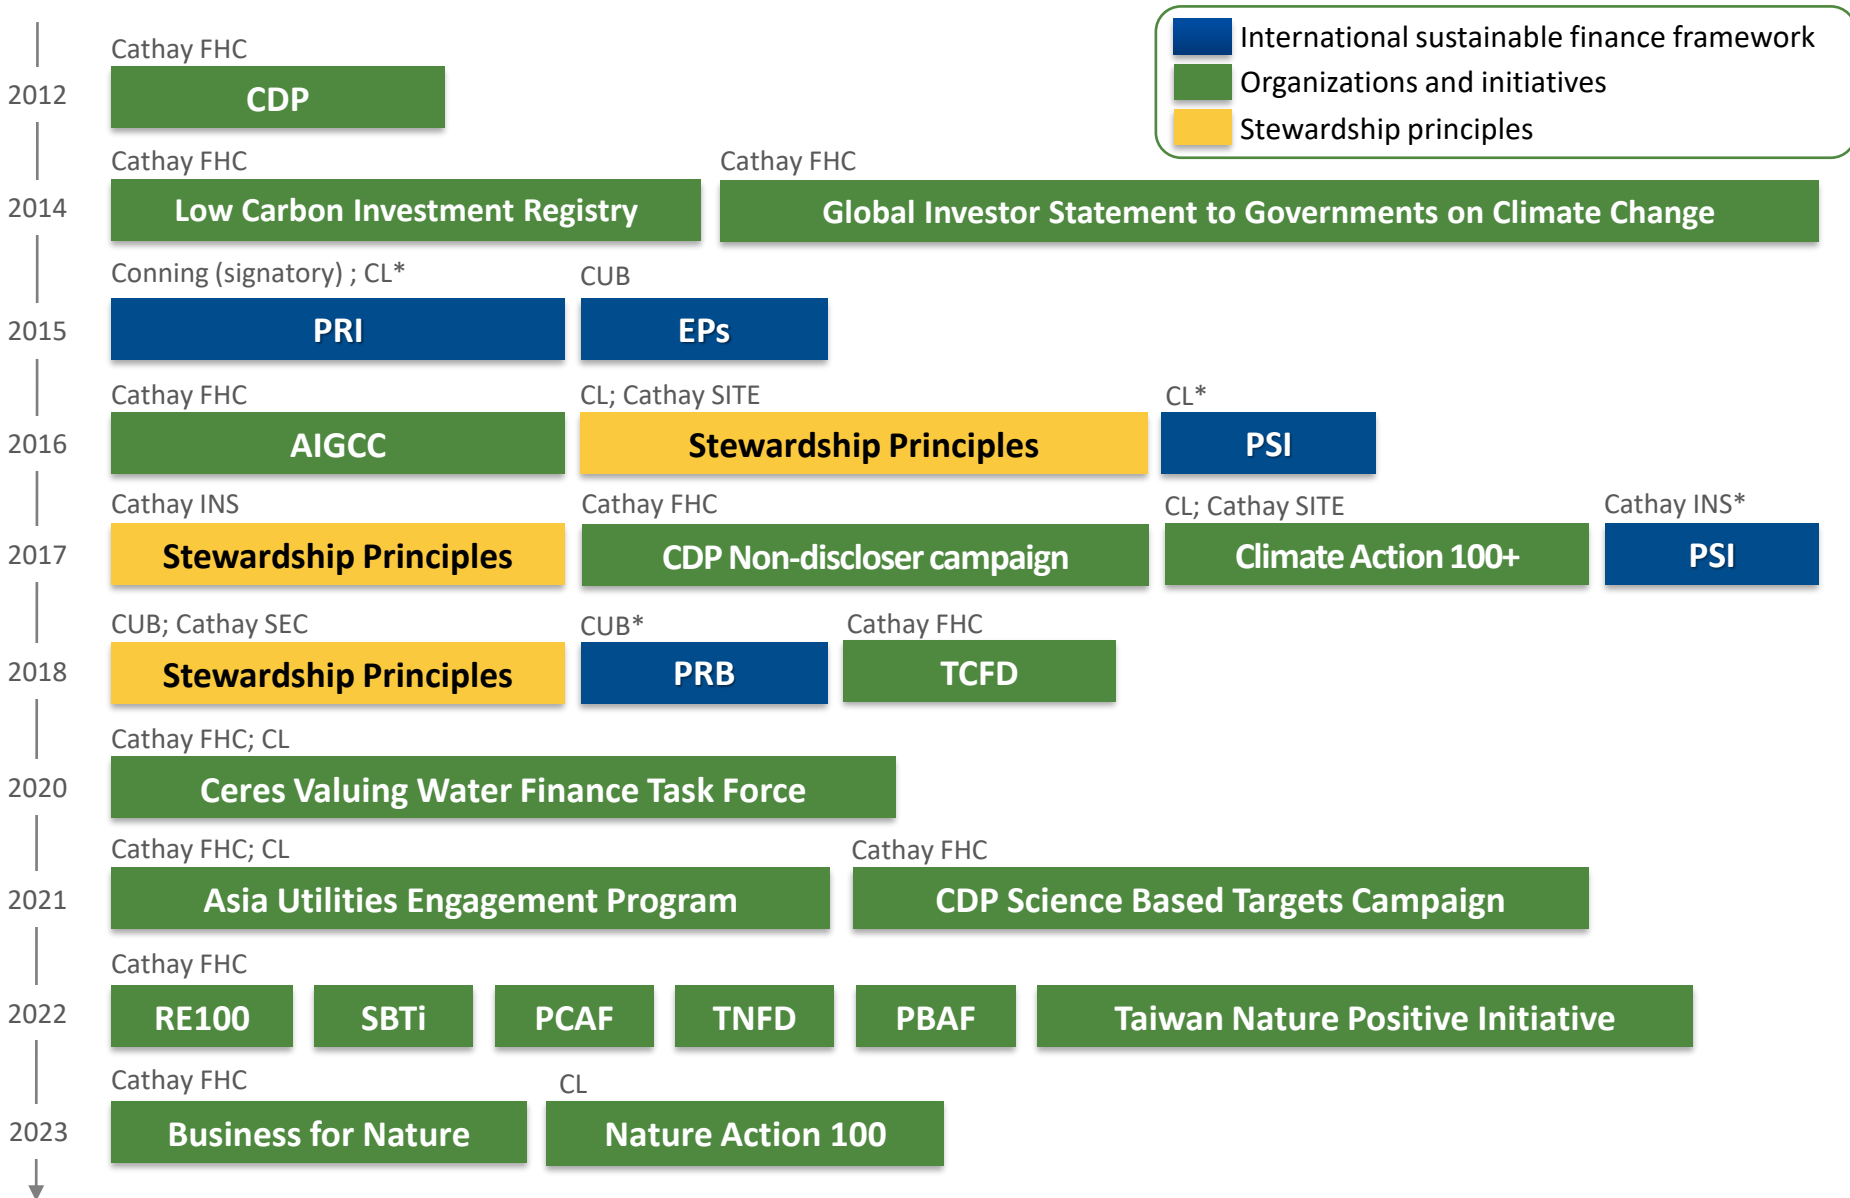 International sustainable finance framework
Organizations and initiatives
Stewardship principles
2012
Cathay FHC
CDP
2014
Cathay FHC
Low Carbon Investment Registry
Cathay FHC
Global Investor Statement to Governments on Climate Change
2015
Conning (signatory) ; CL*
PRI
CUB
EPs
2016
Cathay FHC
AIGCC
CL; Cathay SITE
Stewardship Principles
CL*
PSI
2017
Cathay INS
Stewardship Principles
Cathay FHC
CDP Non-discloser campaign
CL; Cathay SITE
Climate Action 100+
Cathay INS*
PSI
2018
CUB; Cathay SEC
Stewardship Principles
CUB*
PRB
Cathay FHC
TCFD
2020
Cathay FHC; CL
Ceres Valuing Water Finance Task Force
2021
Cathay FHC; CL
Asia Utilities Engagement Program
Cathay FHC
CDP Science Based Targets Campaign
2022
Cathay FHC
RE100
SBTi
PCAF
TNFD
PBAF
Taiwan Nature Positive Initiative
2023
Cathay FHC
Business for Nature
CL
Nature Action 100